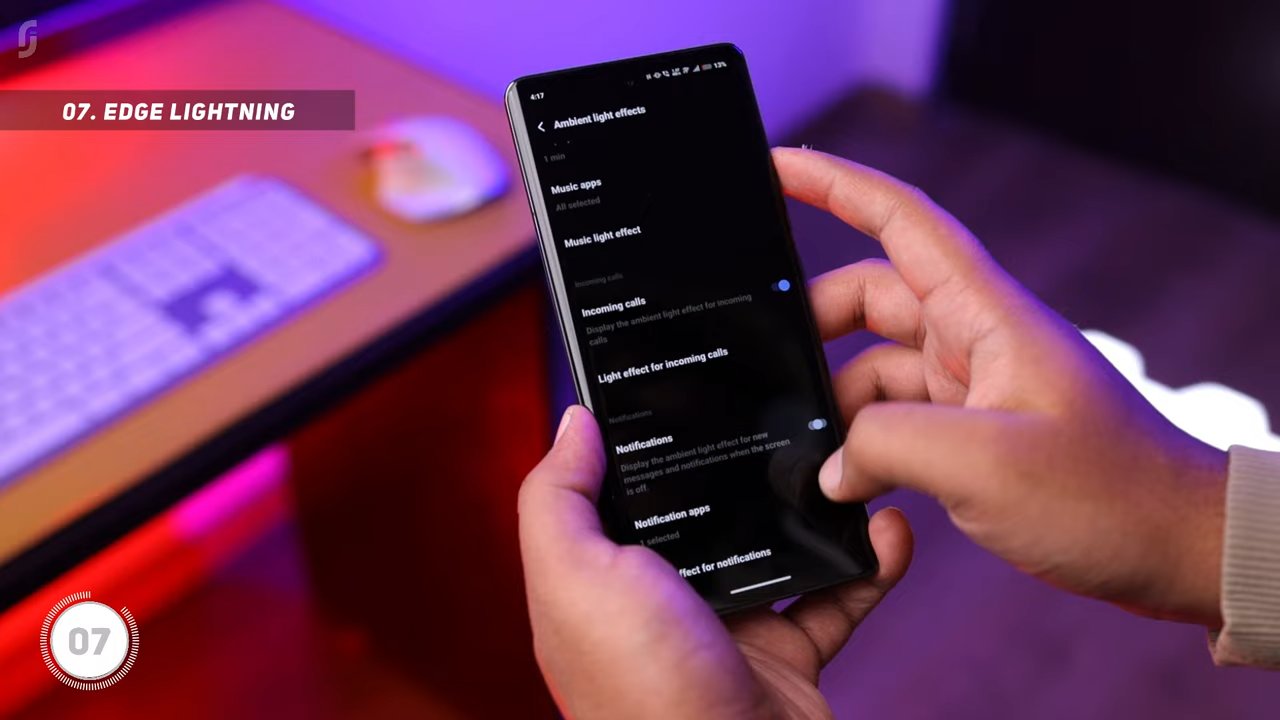 07. EDGE LIGHTNING
4:17
13%
Ambient light effects
1 min
Music apps
All selected
Music light effect
Incoming calls
Incoming calls
Display the ambient light effect for incoming
calls
Light effect for incoming calls
Notifications
Notifications
Display the ambient light effect for new
messages and notifications when the screen
is off.
Notification apps
1 selected
ffect for notifications
07